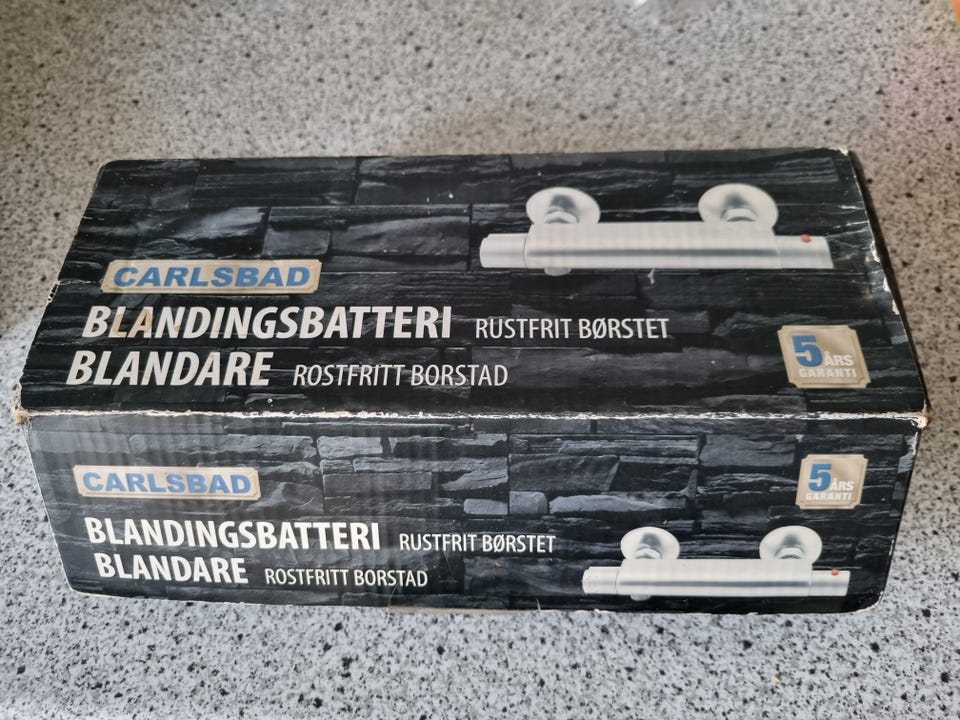 CARLSBAD
BLANDINGSBATTERI RUSTFRIT BØRSTET
BLANDARE ROSTFRITT BORSTAD
5 ÅRS
GARANTI
CARLSBAD
BLANDINGSBATTERI RUSTFRIT BØRSTET
BLANDARE ROSTFRITT BORSTAD
5 ÅRS
GARANTI